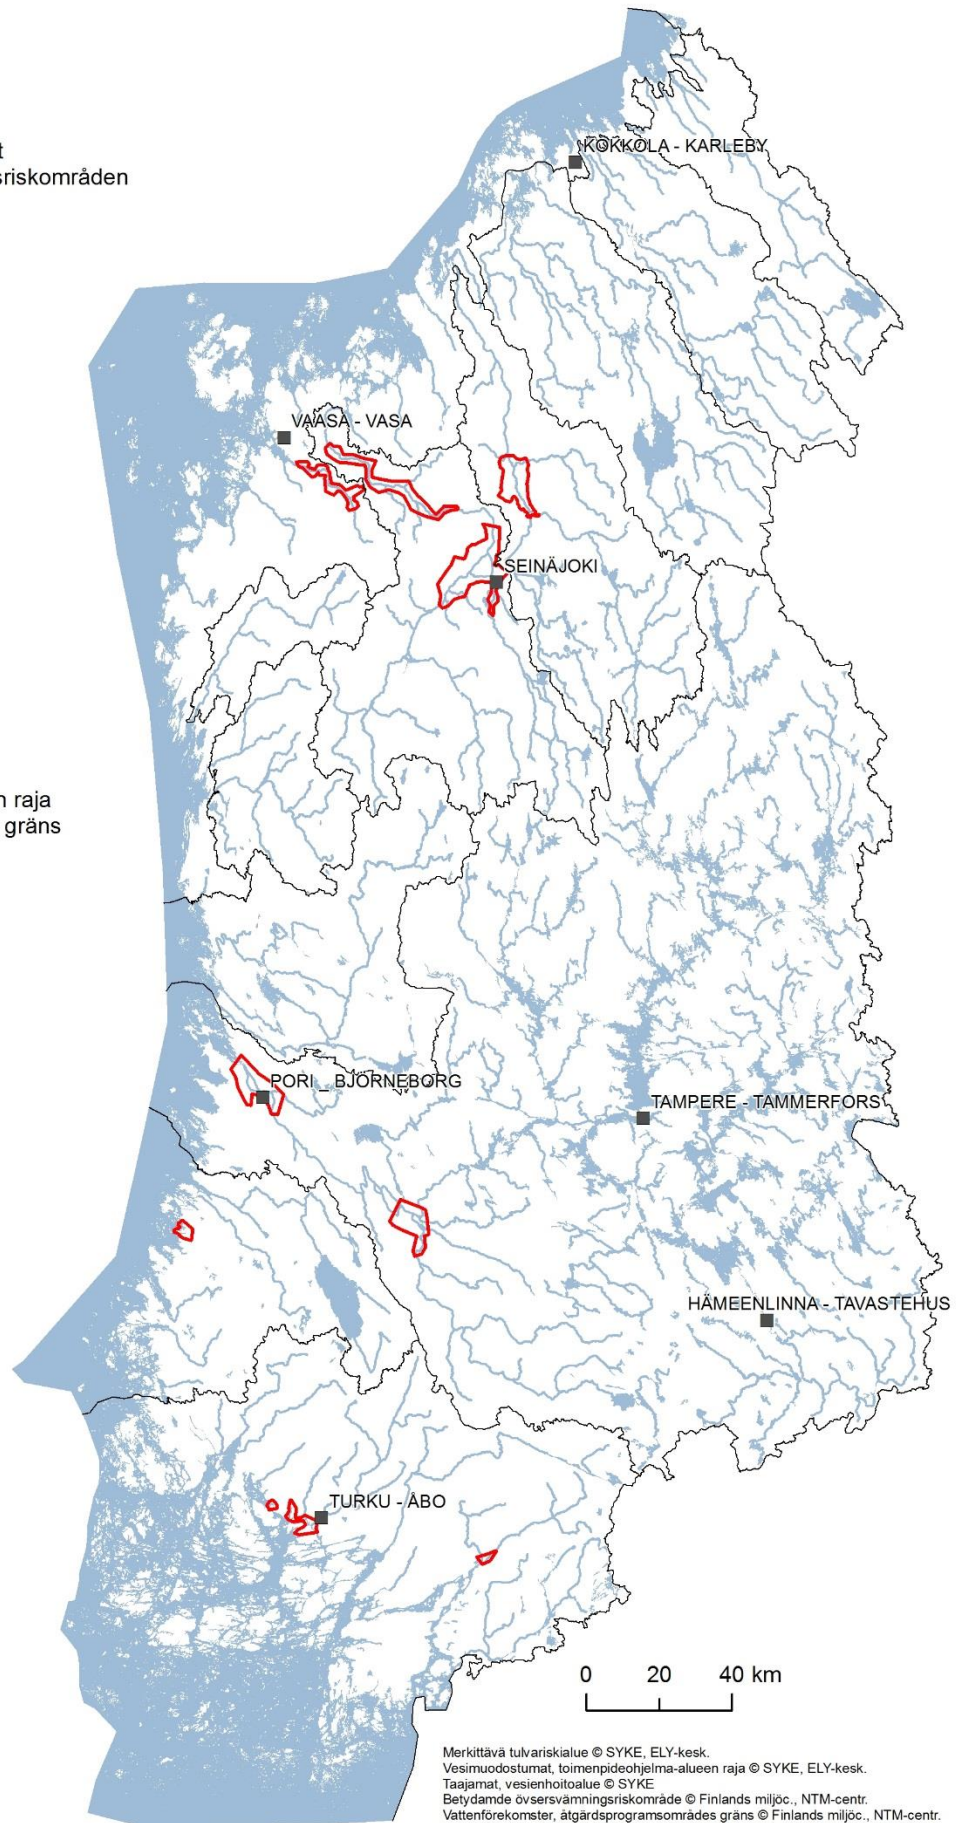 t
sriskområden
KOKKOLA - KARLEBY
VAASA - VASA
SEINÄJOKI
n raja
gräns
PORI _ BJÖRNEBORG
TAMPERE - TAMMERFORS
HÄMEENLINNA - TAVASTEHUS
TURKU - ÅBO
0 20 40 km
Merkittävä tulvariskialue © SYKE, ELY-kesk.
Vesimuodostumat, toimenpideohjelma-alueen raja © SYKE, ELY-kesk.
Taajamat, vesienhoitoalue © SYKE
Betydamde övsersvämningsriskområde © Finlands miljöc., NTM-centr.
Vattenförekomster, åtgärdsprogramsområdes gräns © Finlands miljöc., NTM-centr.